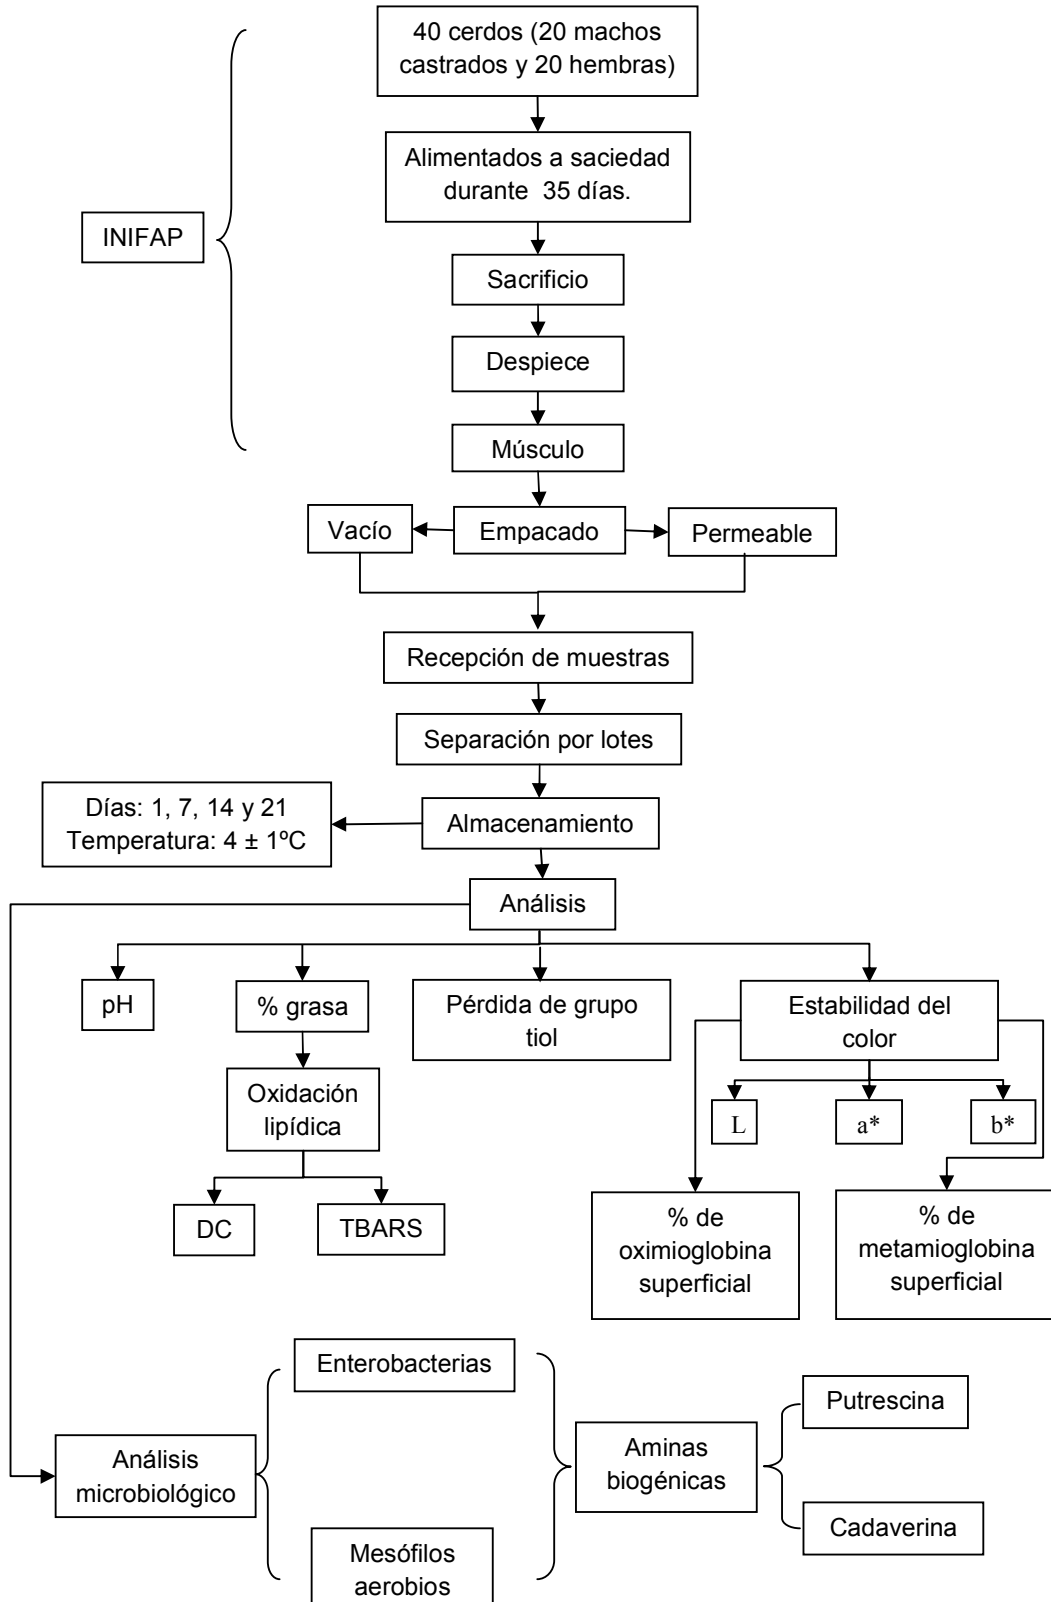 40 cerdos (20 machos
castrados y 20 hembras)
Alimentados a saciedad
durante 35 días.
INIFAP
Sacrificio
Despiece
Músculo
Vacío
Empacado
Permeable
Recepción de muestras
Separación por lotes
Días: 1, 7, 14 y 21
Temperatura: 4 ± 1ºC
Almacenamiento
Análisis
pH
% grasa
Pérdida de grupo
tiol
Estabilidad del
color
Oxidación
lipídica
L
a*
b*
DC
TBARS
% de
oximioglobina
superficial
% de
metamioglobina
superficial
Enterobacterias
Putrescina
Análisis
microbiológico
Aminas
biogénicas
Cadaverina
Mesófilos
aerobios